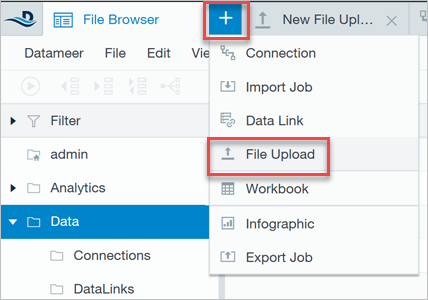 File Browser
+
New File Uplo...
Datameer File Edit Vie
Filter
admin
Analytics
Data
Connections
DataLinks
Connection
Import Job
Data Link
File Upload
Workbook
Infographic
Export Job